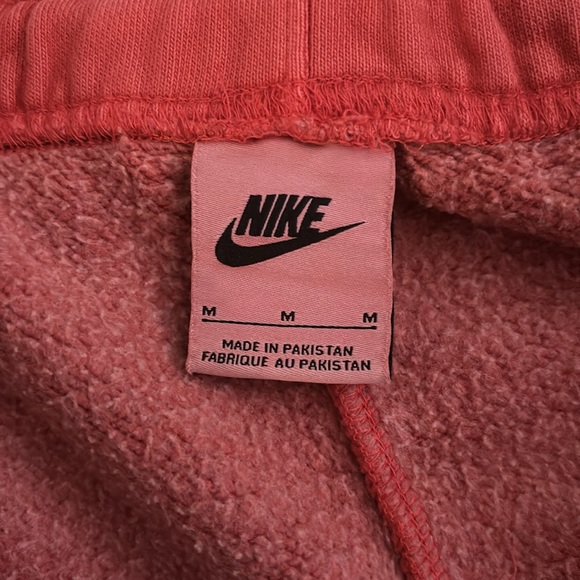 NIKE
M M M
MADE IN PAKISTAN
FABRIQUE AU PAKISTAN